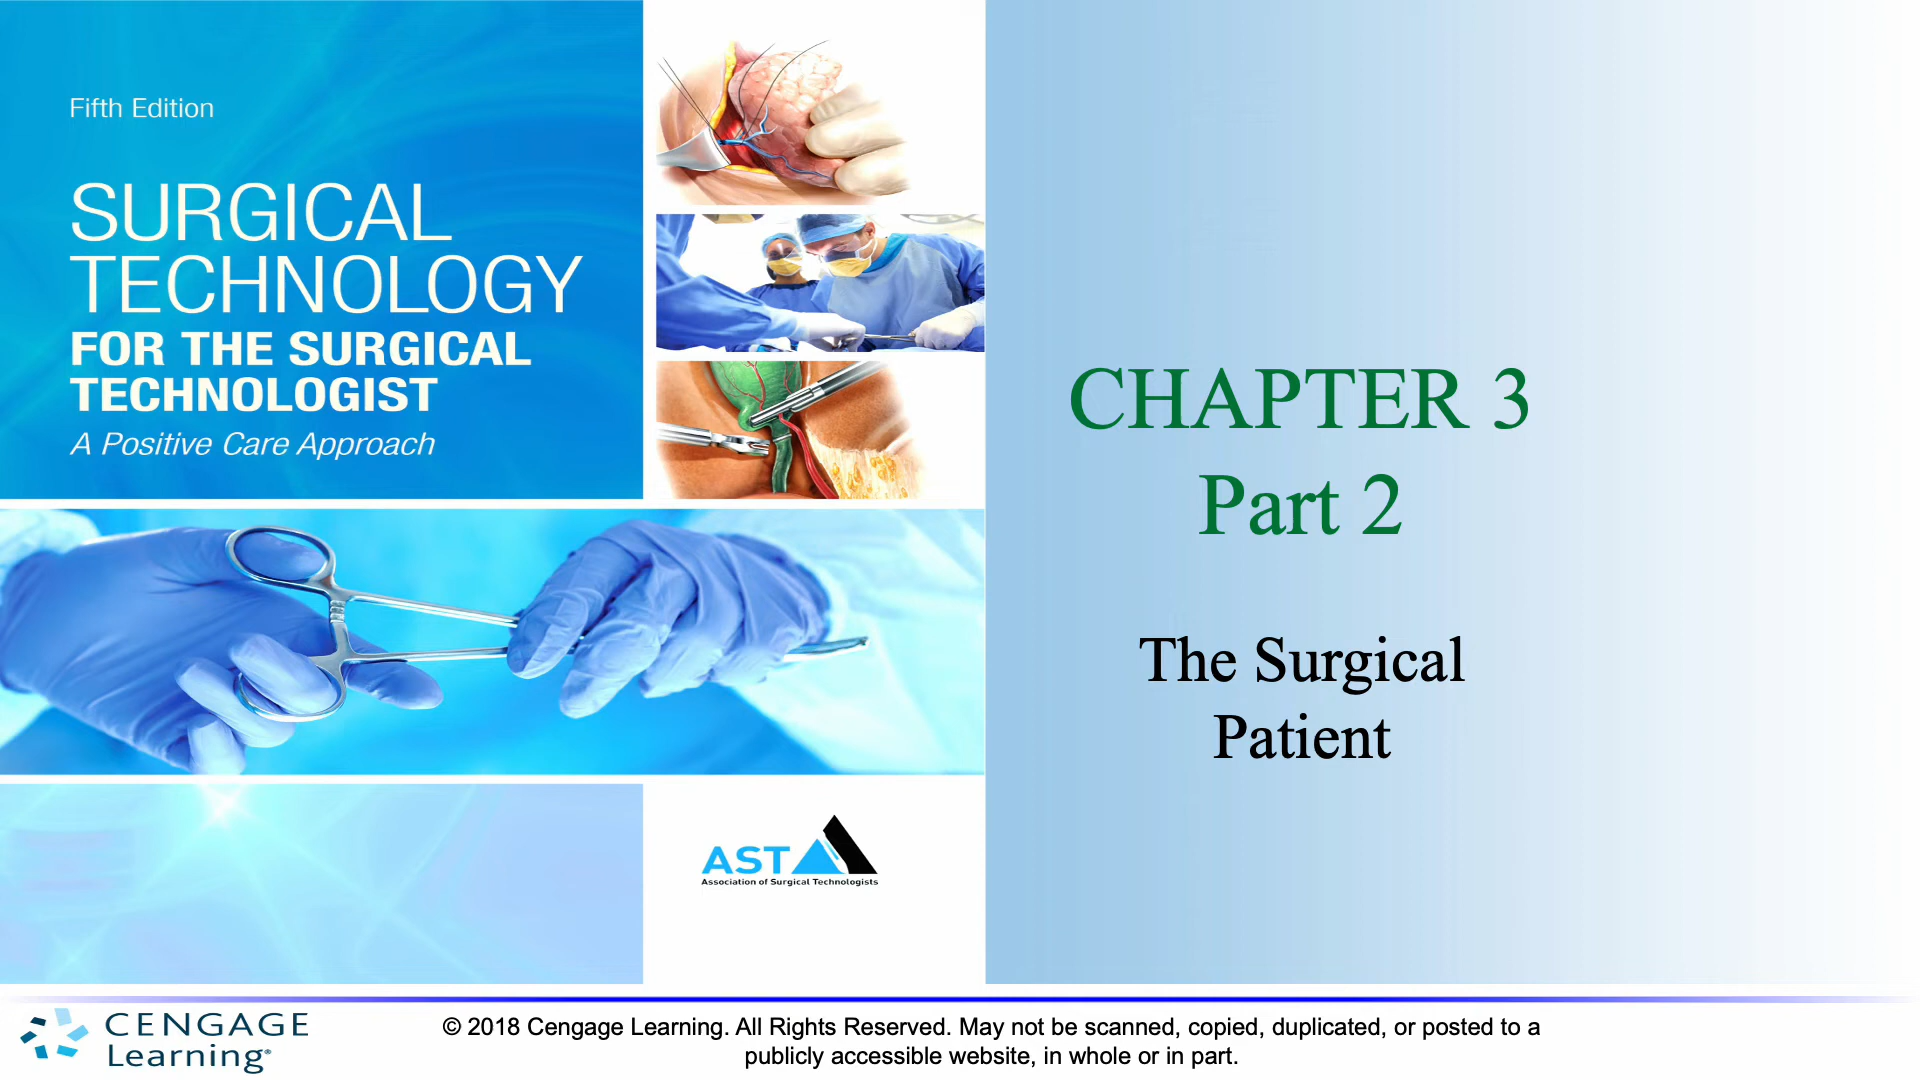 Fifth Edition
SURGICAL
TECHNOLOGY
FOR THE SURGICAL
TECHNOLOGIST
A Positive Care Approach
AST
Association of Surgical Technologists
CHAPTER 3
Part 2
The Surgical
Patient
CENGAGE
Learning®
© 2018 Cengage Learning. All Rights Reserved. May not be scanned, copied, duplicated, or posted to a
publicly accessible website, in whole or in part.